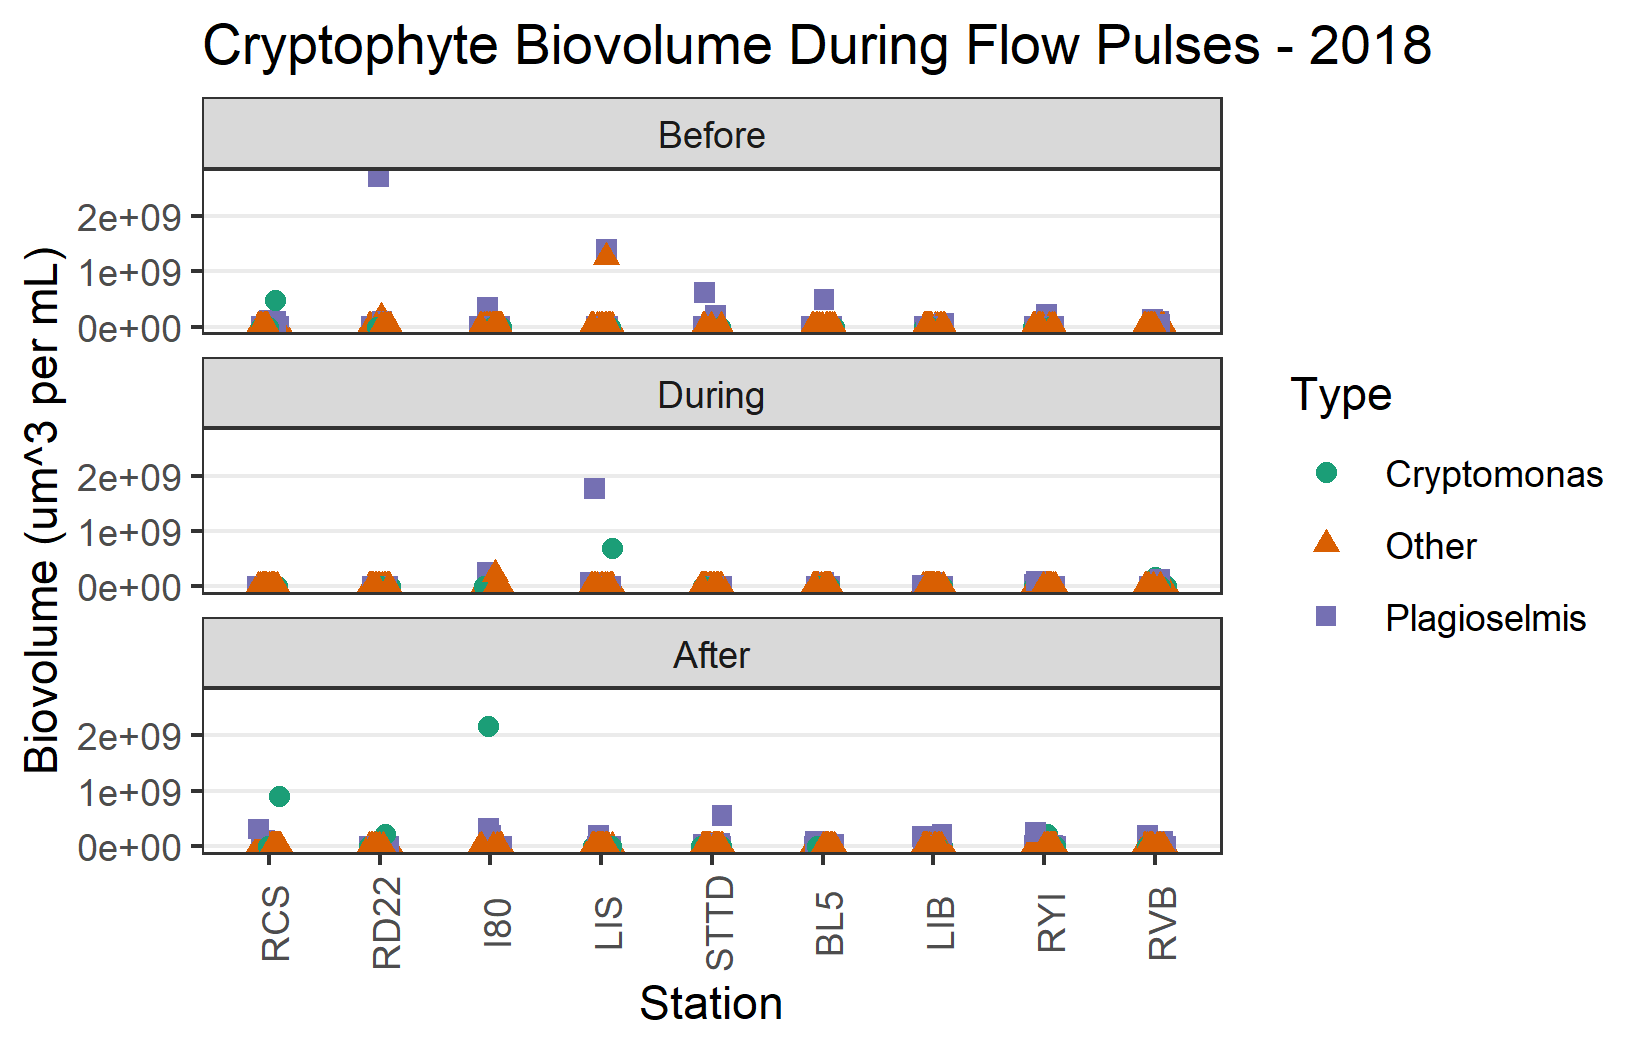 Cryptophyte Biovolume During Flow Pulses - 2018
Before
2e+09
1e+09
0e+00
During
2e+09
1e+09
0e+00
After
2e+09
1e+09
0e+00
Biovolume (um^3 per mL)
RCS
RD22
I80
LIS
STTD
BL5
LIB
RYI
RVB
Station
Type
Cryptomonas
Other
Plagioselmis